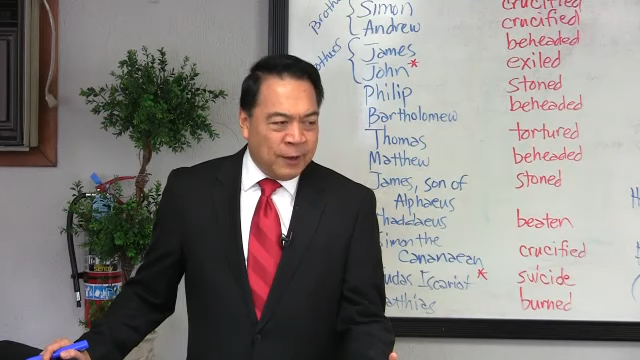 Brothers Simon crucified
Andrew crucified
James beheaded
John * exiled
Philip stoned
Bartholomew beheaded
Thomas tortured
Matthew beheaded
James, son of stoned
Alphaeus
Thaddaeus beaten
Simon the
Cananaean crucified
Judas Iscariot * suicide
Matthias burned